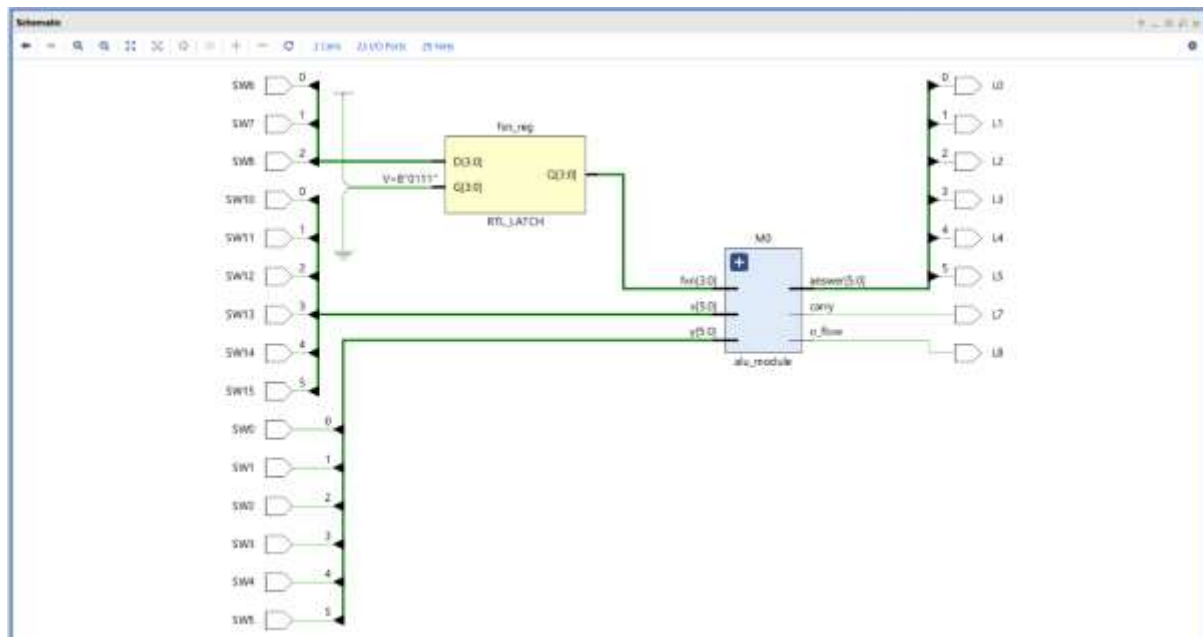 Schematic
2 Cells 23 I/O Ports 29 Nets
SW6 0
SW7 1
SW8 2
SW10 0
SW11 1
SW12 2
SW13 3
SW14 4
SW15 5
SW0 0
SW1 1
SW2 2
SW3 3
SW4 4
SW5 5
fxn_reg
D[3:0]
V=B"0111"
G[3:0]
Q[3:0]
RTL_LATCH
M0
fxn[3:0]
x[5:0]
y[5:0]
answer[5:0]
carry
o_flow
alu_module
0 L0
1 L1
2 L2
3 L3
4 L4
5 L5
L7
L8